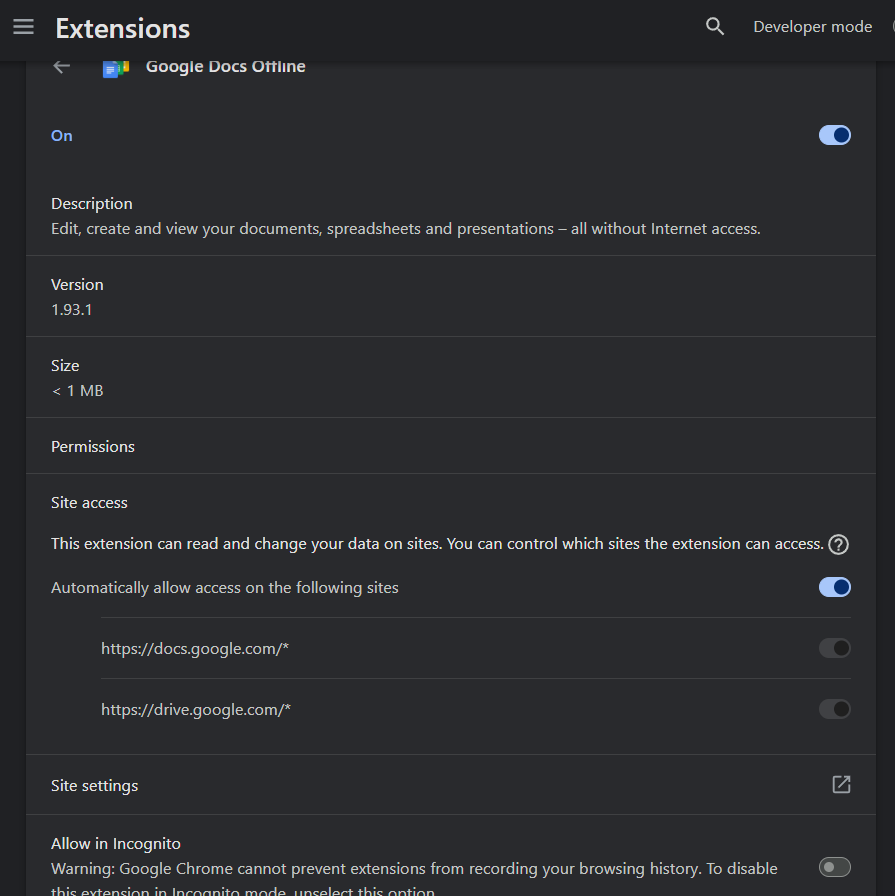 Extensions
Developer mode
Google Docs Offline
On
Description
Edit, create and view your documents, spreadsheets and presentations – all without Internet access.
Version
1.93.1
Size
< 1 MB
Permissions
Site access
This extension can read and change your data on sites. You can control which sites the extension can access.
Automatically allow access on the following sites
https://docs.google.com/*
https://drive.google.com/*
Site settings
Allow in Incognito
Warning: Google Chrome cannot prevent extensions from recording your browsing history. To disable
this extension in Incognito mode, unselect this option.